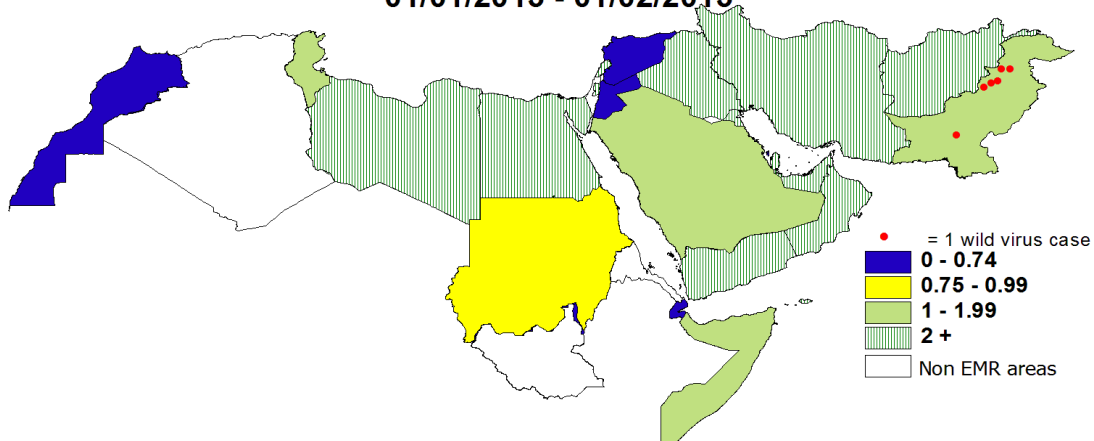 = 1 wild virus case
0 - 0.74
0.75 - 0.99
1 - 1.99
2 +
Non EMR areas